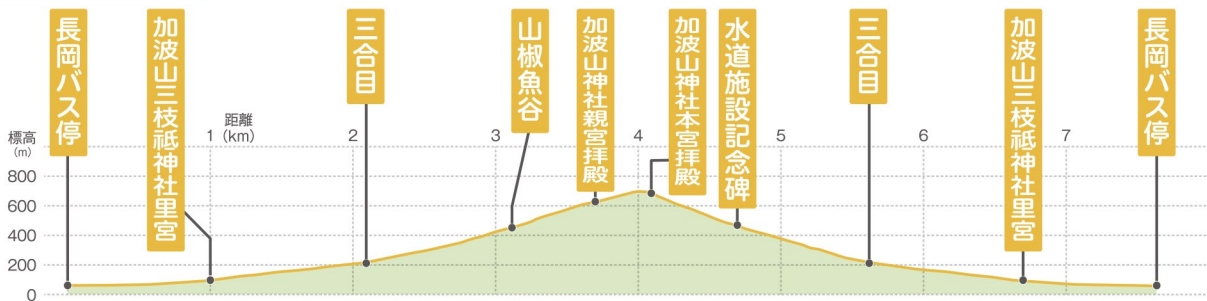 長岡バス停
加波山三枝祇神社里宮
三合目
山椒魚谷
加波山神社親宮拝殿
加波山神社本宮拝殿
水道施設記念碑
三合目
加波山三枝祇神社里宮
長岡バス停
標高
(m)
距離
(km)
1
2
3
4
5
6
7
800
600
400
200
0